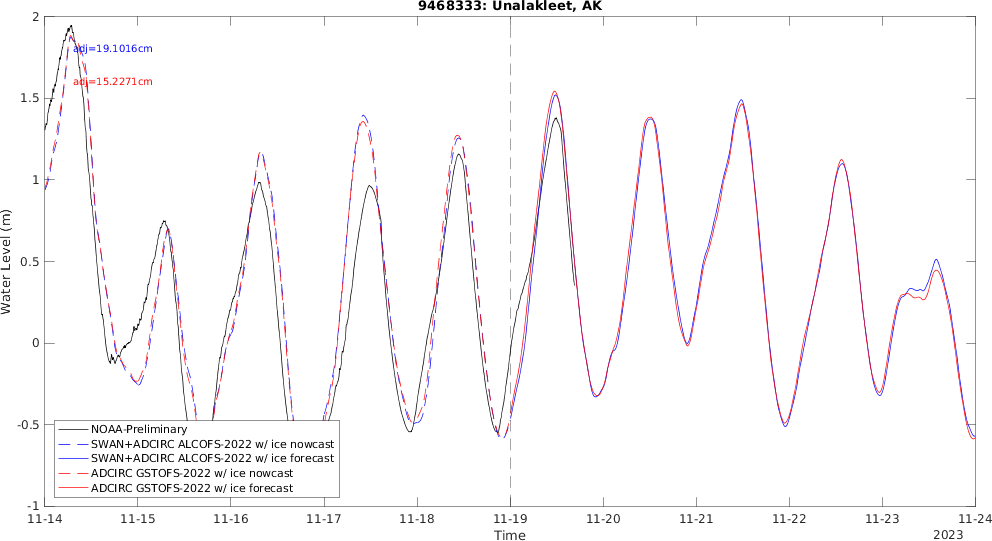 9468333: Unalakleet, AK
2
1.5
1
0.5
0
-0.5
-1
Water Level (m)
adj=19.1016cm
adj=15.2271cm
NOAA-Preliminary
SWAN+ADCIRC ALCOFS-2022 w/ ice nowcast
SWAN+ADCIRC ALCOFS-2022 w/ ice forecast
ADCIRC GSTOFS-2022 w/ ice nowcast
ADCIRC GSTOFS-2022 w/ ice forecast
11-14 11-15 11-16 11-17 11-18 11-19 11-20 11-21 11-22 11-23 11-24
Time
2023